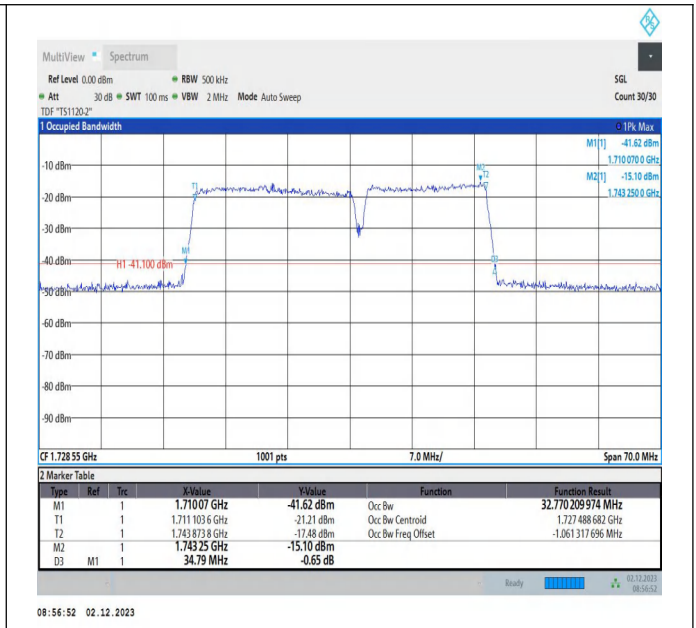 R S
MultiView Spectrum
Ref Level 0.00 dBm RBW 500 kHz SGL
Att 30 dB SWT 100 ms VBW 2 MHz Mode Auto Sweep Count 30/30
TDF "TS1120-2"
1 Occupied Bandwidth 1Pk Max
M1[1] -41.62 dBm
1.710 070 0 GHz
M2[1] -15.10 dBm
1.743 250 0 GHz
-10 dBm
M2
T1 T2
-20 dBm
-30 dBm
M1
-40 dBm H1 -41.100 dBm D3
-50 dBm
-60 dBm
-70 dBm
-80 dBm
-90 dBm
CF 1.728 55 GHz 1001 pts 7.0 MHz/ Span 70.0 MHz
2 Marker Table
Type Ref Trc X-Value Y-Value Function Function Result
M1 1 1.710 07 GHz -41.62 dBm Occ Bw 32.770 209 974 MHz
T1 1 1.711 103 6 GHz -21.21 dBm Occ Bw Centroid 1.727 488 682 GHz
T2 1 1.743 873 8 GHz -17.48 dBm Occ Bw Freq Offset -1.061 317 696 MHz
M2 1 1.743 25 GHz -15.10 dBm
D3 M1 1 34.79 MHz -0.65 dB
Ready 02.12.2023
08:56:52
08:56:52 02.12.2023